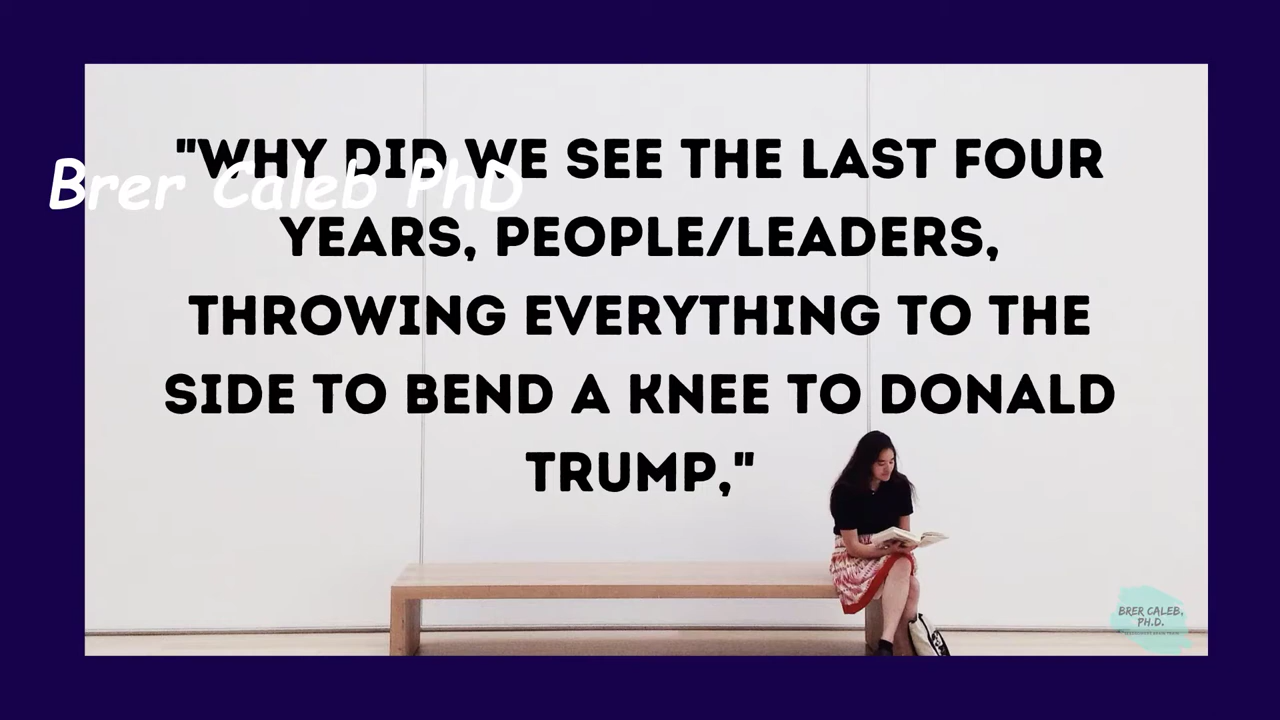 "WHY DID WE SEE THE LAST FOUR
Brer Caleb PhD
YEARS, PEOPLE/LEADERS,
THROWING EVERYTHING TO THE
SIDE TO BEND A KNEE TO DONALD
TRUMP,"
BRER CALEB,
PH.D.